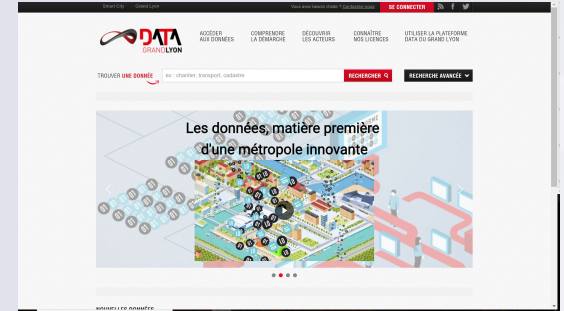 Smart City
Grand Lyon
Vous avez besoin d'aide ? Contactez-nous
SE CONNECTER
DATA
GRANDLYON
ACCÉDER
AUX DONNÉES
COMPRENDRE
LA DÉMARCHE
DÉCOUVRIR
LES ACTEURS
CONNAÎTRE
NOS LICENCES
UTILISER LA PLATEFORME
DATA DU GRAND LYON
TROUVER UNE DONNÉE
ex : chantier, transport, cadastre
RECHERCHER
RECHERCHE AVANCÉE
Les données, matière première
d'une métropole innovante
NOUVELLES DONNÉES